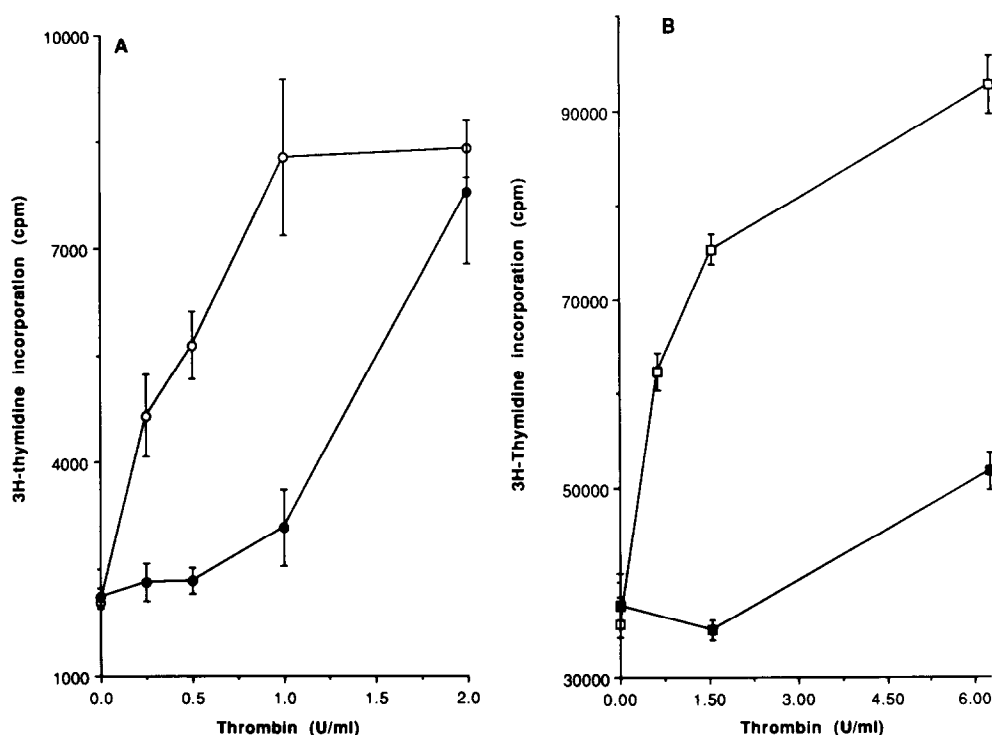 A
10000
7000
4000
1000
3H-thymidine incorporation (cpm)
0.0 0.5 1.0 1.5 2.0
Thrombin (U/ml)
B
90000
70000
50000
30000
3H-Thymidine incorporation (cpm)
0.00 1.50 3.00 4.50 6.00
Thrombin (U/ml)